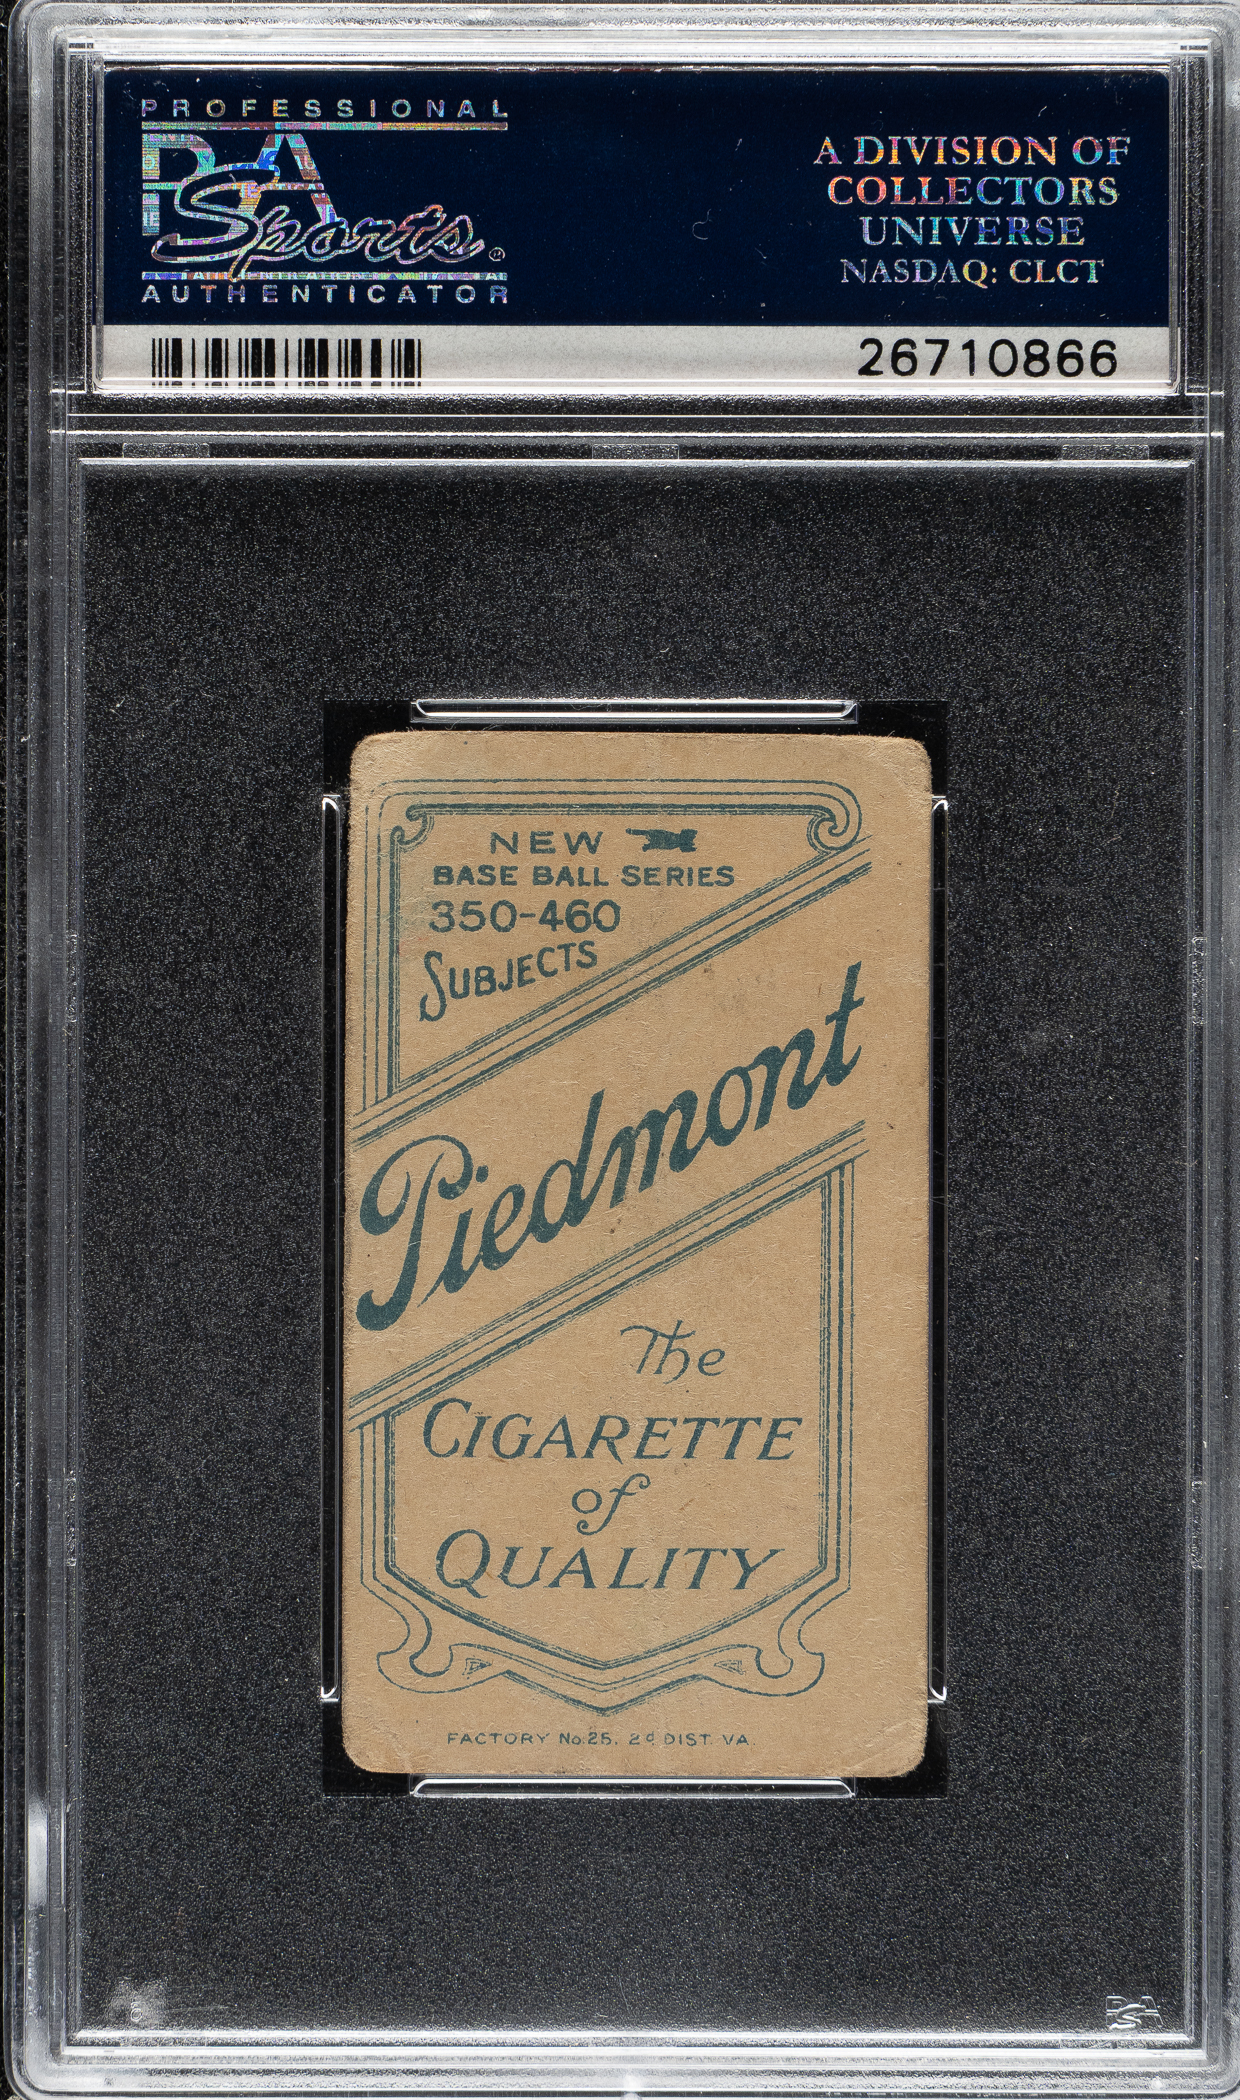 PROFESSIONAL
PSA
Sports
AUTHENTICATOR
A DIVISION OF
COLLECTORS
UNIVERSE
NASDAQ: CLCT
26710866
NEW
BASE BALL SERIES
350-460
SUBJECTS
Piedmont
The
CIGARETTE
of
QUALITY
FACTORY No. 25. 2d DIST. VA.
PSA